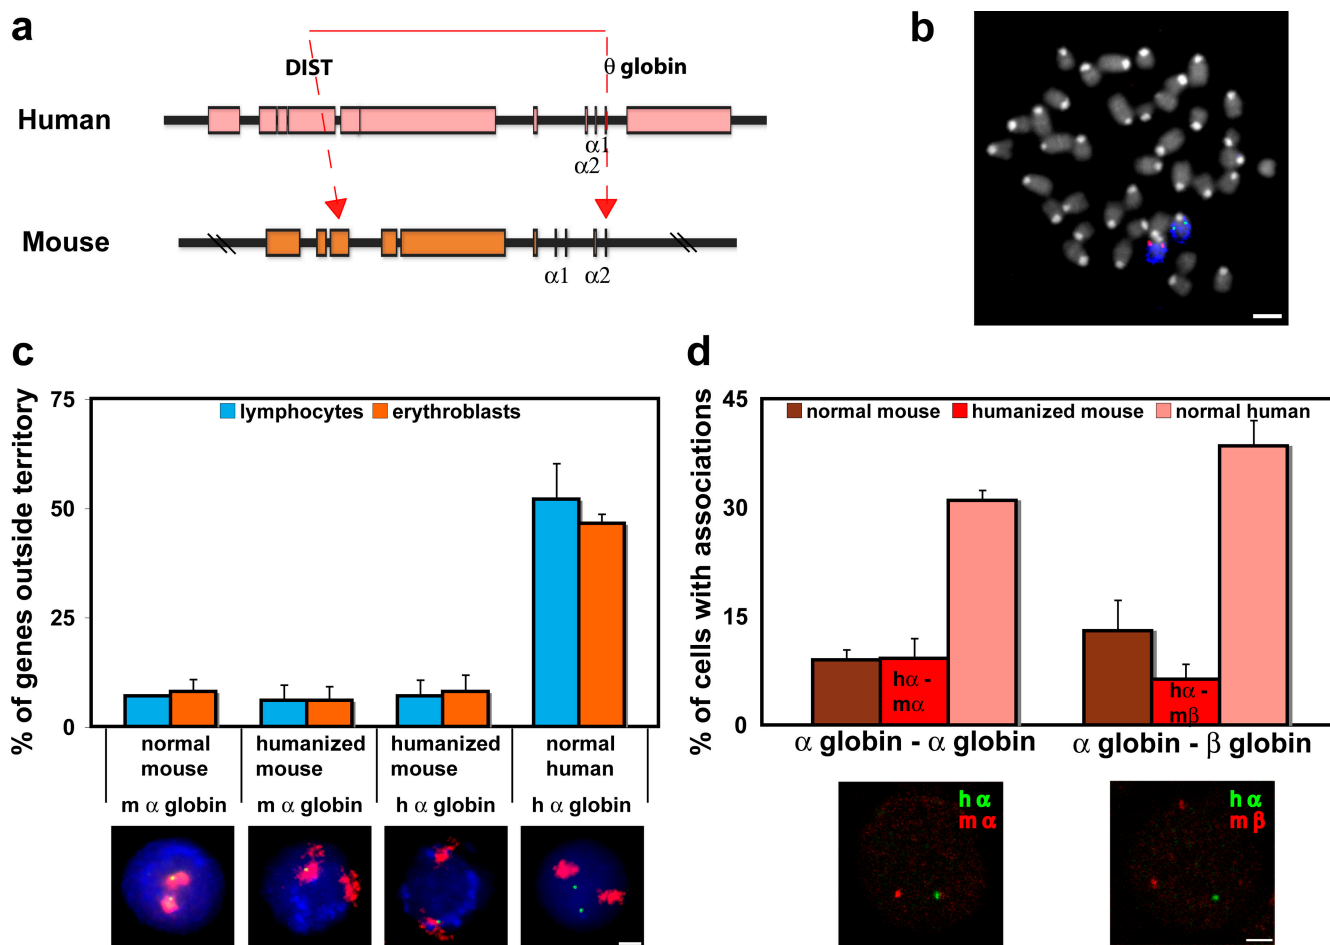 a
DIST
θ globin
Human
α1
α2
Mouse
α1 α2
b
c
% of genes outside territory
75
50
25
0
lymphocytes erythroblasts
normal mouse
humanized mouse
humanized mouse
normal human
m α globin
m α globin
h α globin
h α globin
d
% of cells with associations
45
30
15
0
normal mouse humanized mouse normal human
hα -
mα
hα -
mβ
α globin - α globin
α globin - β globin
h α
m α
h α
m β